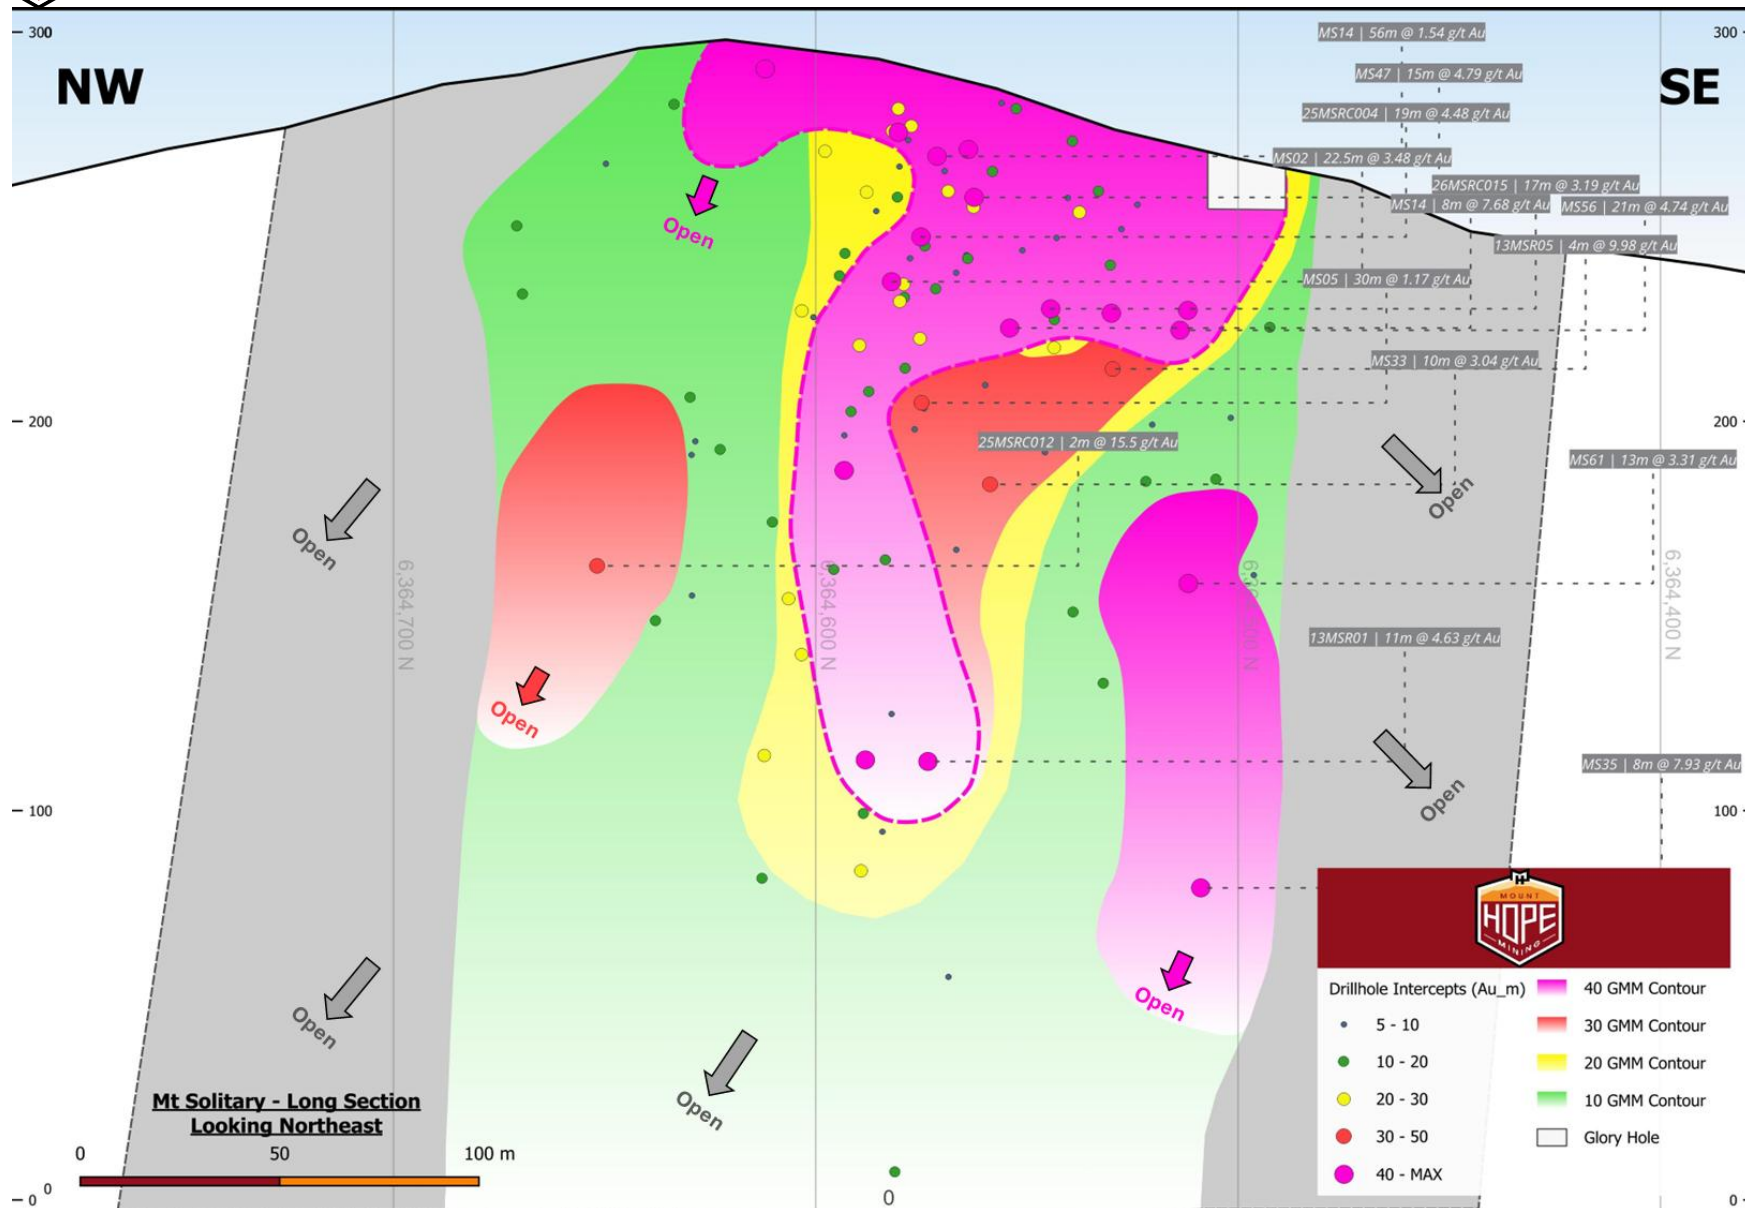 300
300
NW
SE
MS14 | 56m @ 1.54 g/t Au
MS47 | 15m @ 4.79 g/t Au
25MSRC004 | 19m @ 4.48 g/t Au
MS02 | 22.5m @ 3.48 g/t Au
26MSRC015 | 17m @ 3.19 g/t Au
MS14 | 8m @ 7.68 g/t Au
MS56 | 21m @ 4.74 g/t Au
13MSR05 | 4m @ 9.98 g/t Au
MS05 | 30m @ 1.17 g/t Au
MS33 | 10m @ 3.04 g/t Au
25MSRC012 | 2m @ 15.5 g/t Au
MS61 | 13m @ 3.31 g/t Au
13MSR01 | 11m @ 4.63 g/t Au
MS35 | 8m @ 7.93 g/t Au
Open
200
200
Open
Open
6,364,700 N
6,364,600 N
6,364,400 N
Open
Open
100
100
Open
Open
Open
MOUNT
HOPE
MINING
Drillhole Intercepts (Au_m)
5 - 10
10 - 20
20 - 30
30 - 50
40 - MAX
40 GMM Contour
30 GMM Contour
20 GMM Contour
10 GMM Contour
Glory Hole
Mt Solitary - Long Section
Looking Northeast
0
50
100 m
0
0
0
0